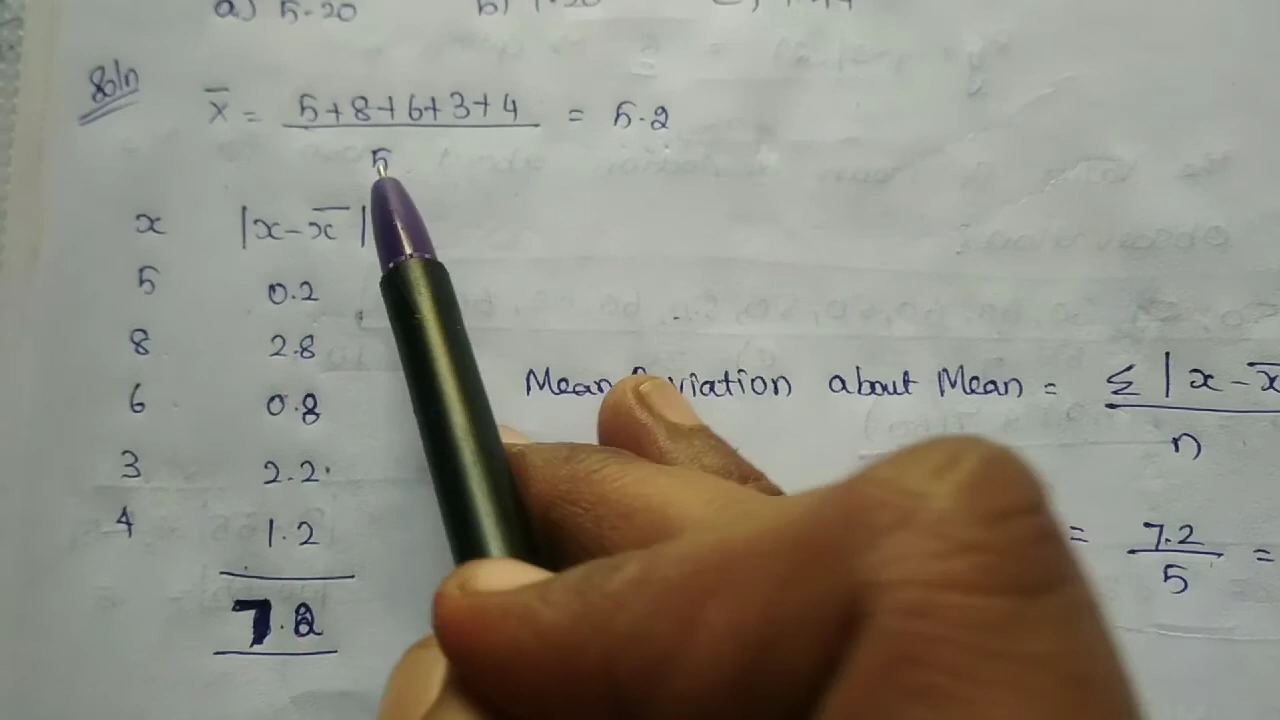 a) 5.20
Soln x̄ = 5+8+6+3+4 / 5 = 5.2
x |x-x̄|
5 0.2
8 2.8
6 0.8
3 2.2
4 1.2
7.2
Mean about Mean = Σ|x-x̄ / n
= 7.2 / 5 =